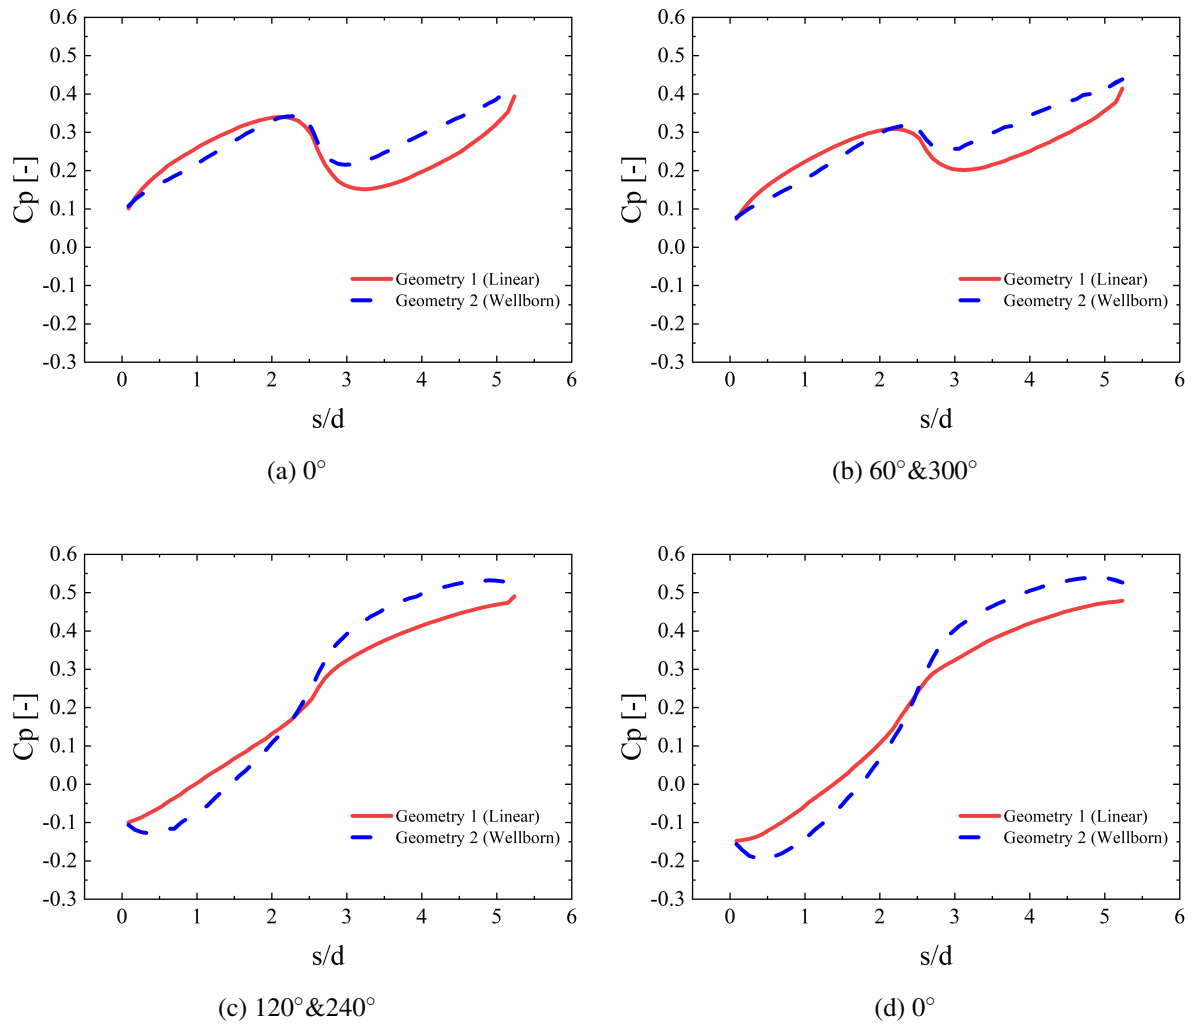 0.6
0.5
0.4
0.3
0.2
0.1
0.0
-0.1
-0.2
-0.3
Cp [-]
Geometry 1 (Linear)
Geometry 2 (Wellborn)
0 1 2 3 4 5 6
s/d
(a) 0°
0.6
0.5
0.4
0.3
0.2
0.1
0.0
-0.1
-0.2
-0.3
Cp [-]
Geometry 1 (Linear)
Geometry 2 (Wellborn)
0 1 2 3 4 5 6
s/d
(b) 60°&300°
0.6
0.5
0.4
0.3
0.2
0.1
0.0
-0.1
-0.2
-0.3
Cp [-]
Geometry 1 (Linear)
Geometry 2 (Wellborn)
0 1 2 3 4 5 6
s/d
(c) 120°&240°
0.6
0.5
0.4
0.3
0.2
0.1
0.0
-0.1
-0.2
-0.3
Cp [-]
Geometry 1 (Linear)
Geometry 2 (Wellborn)
0 1 2 3 4 5 6
s/d
(d) 0°